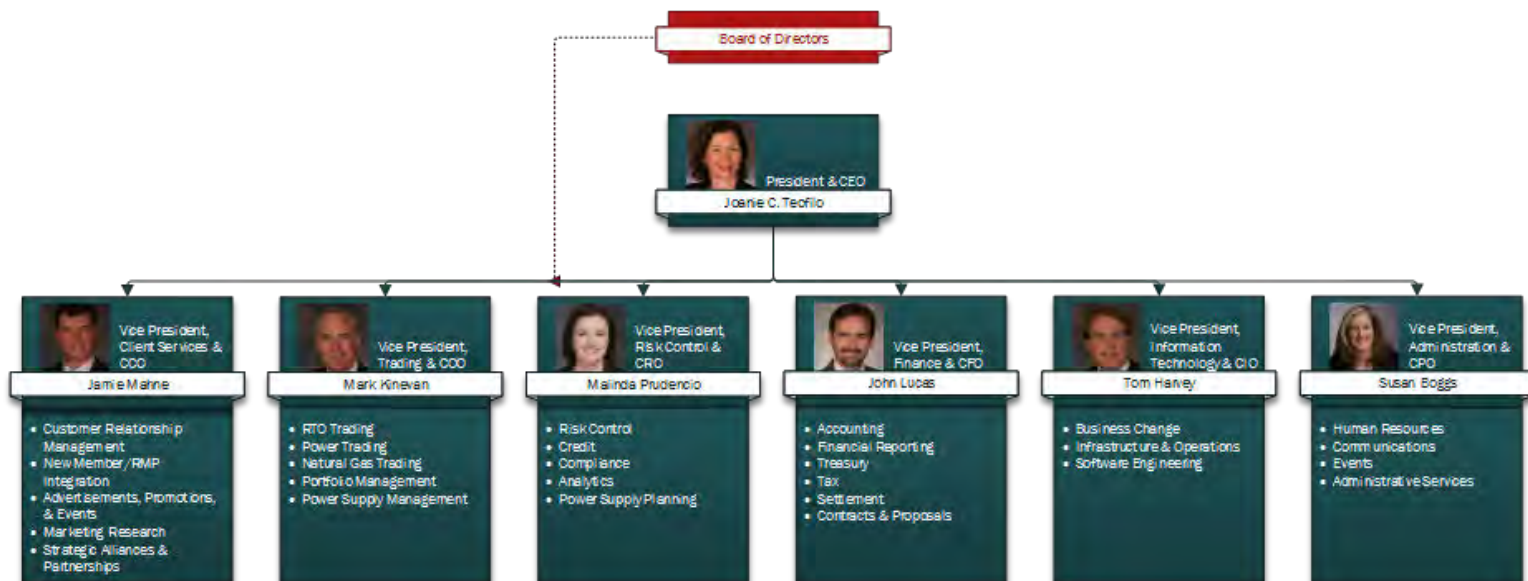 Board of Directors
President & CEO
Joanie C. Teofilo
Vice President,
Client Services &
CCO
Jamie Mahne
• Customer Relationship
Management
• New Member/RMP
Integration
• Advertisements, Promotions,
& Events
• Marketing Research
• Strategic Alliances &
Partnerships
Vice President,
Trading & COO
Mark Kinevan
• RTO Trading
• Power Trading
• Natural Gas Trading
• Portfolio Management
• Power Supply Management
Vice President,
Risk Control &
CRO
Malinda Prudencio
• Risk Control
• Credit
• Compliance
• Analytics
• Power Supply Planning
Vice President,
Finance & CFO
John Lucas
• Accounting
• Financial Reporting
• Treasury
• Tax
• Settlement
• Contracts & Proposals
Vice President,
Information
Technology & CIO
Tom Harvey
• Business Change
• Infrastructure & Operations
• Software Engineering
Vice President,
Administration &
CPO
Susan Boggs
• Human Resources
• Communications
• Events
• Administrative Services